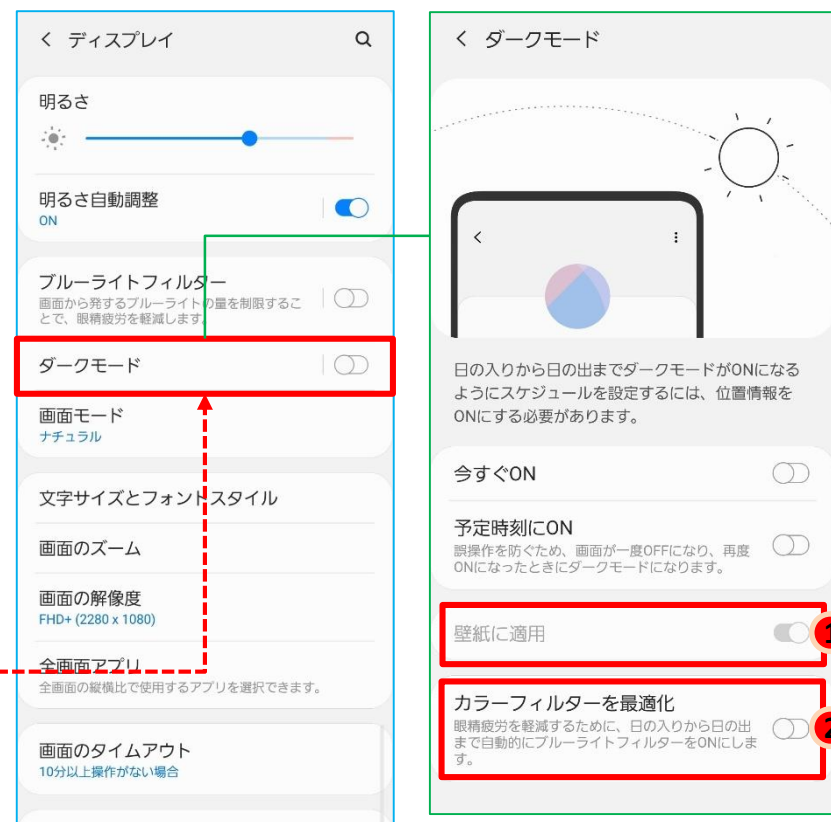 ディスプレイ
明るさ
明るさ自動調整
ON
ブルーライトフィルター
画面から発するブルーライトの量を制限するこ
とで、眼精疲労を軽減します。
ダークモード
画面モード
ナチュラル
文字サイズとフォントスタイル
画面のズーム
画面の解像度
FHD+ (2280 x 1080)
全画面アプリ
全画面の縦横比で使用するアプリを選択できます。
画面のタイムアウト
10分以上操作がない場合
ダークモード
日の入りから日の出までダークモードがONになる
ようにスケジュールを設定するには、位置情報を
ONにする必要があります。
今すぐON
予定時刻にON
誤操作を防ぐため、画面が一度OFFになり、再度
ONになったときにダークモードになります。
壁紙に適用
1
カラーフィルターを最適化
眼精疲労を軽減するために、日の入りから日の出
まで自動的にブルーライトフィルターをONにしま
す。
2